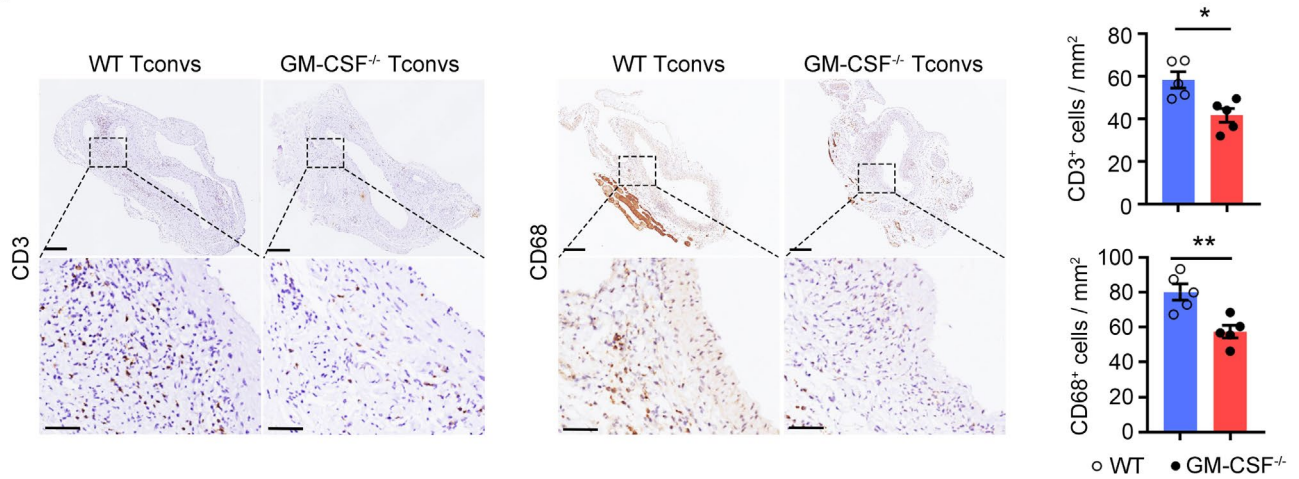 WT Tconvs
GM-CSF-/- Tconvs
CD3
WT Tconvs
GM-CSF-/- Tconvs
CD68
*
80
60
40
20
0
CD3+ cells / mm2
**
100
80
60
40
20
0
CD68+ cells / mm2
WT
GM-CSF-/-